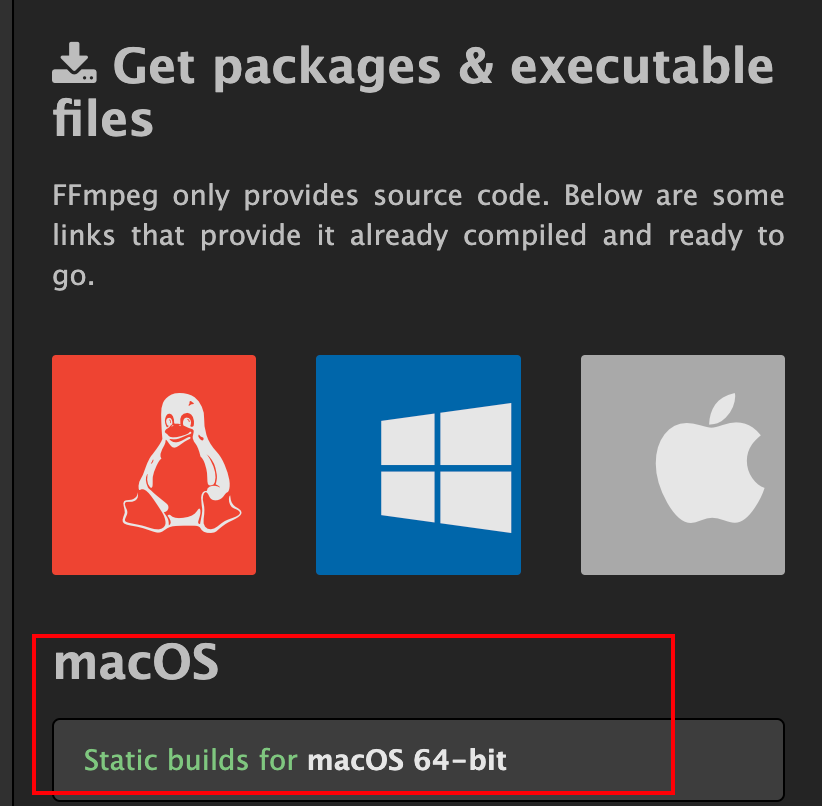 Get packages & executable
files
FFmpeg only provides source code. Below are some
links that provide it already compiled and ready to
go.
macOS
Static builds for macOS 64-bit